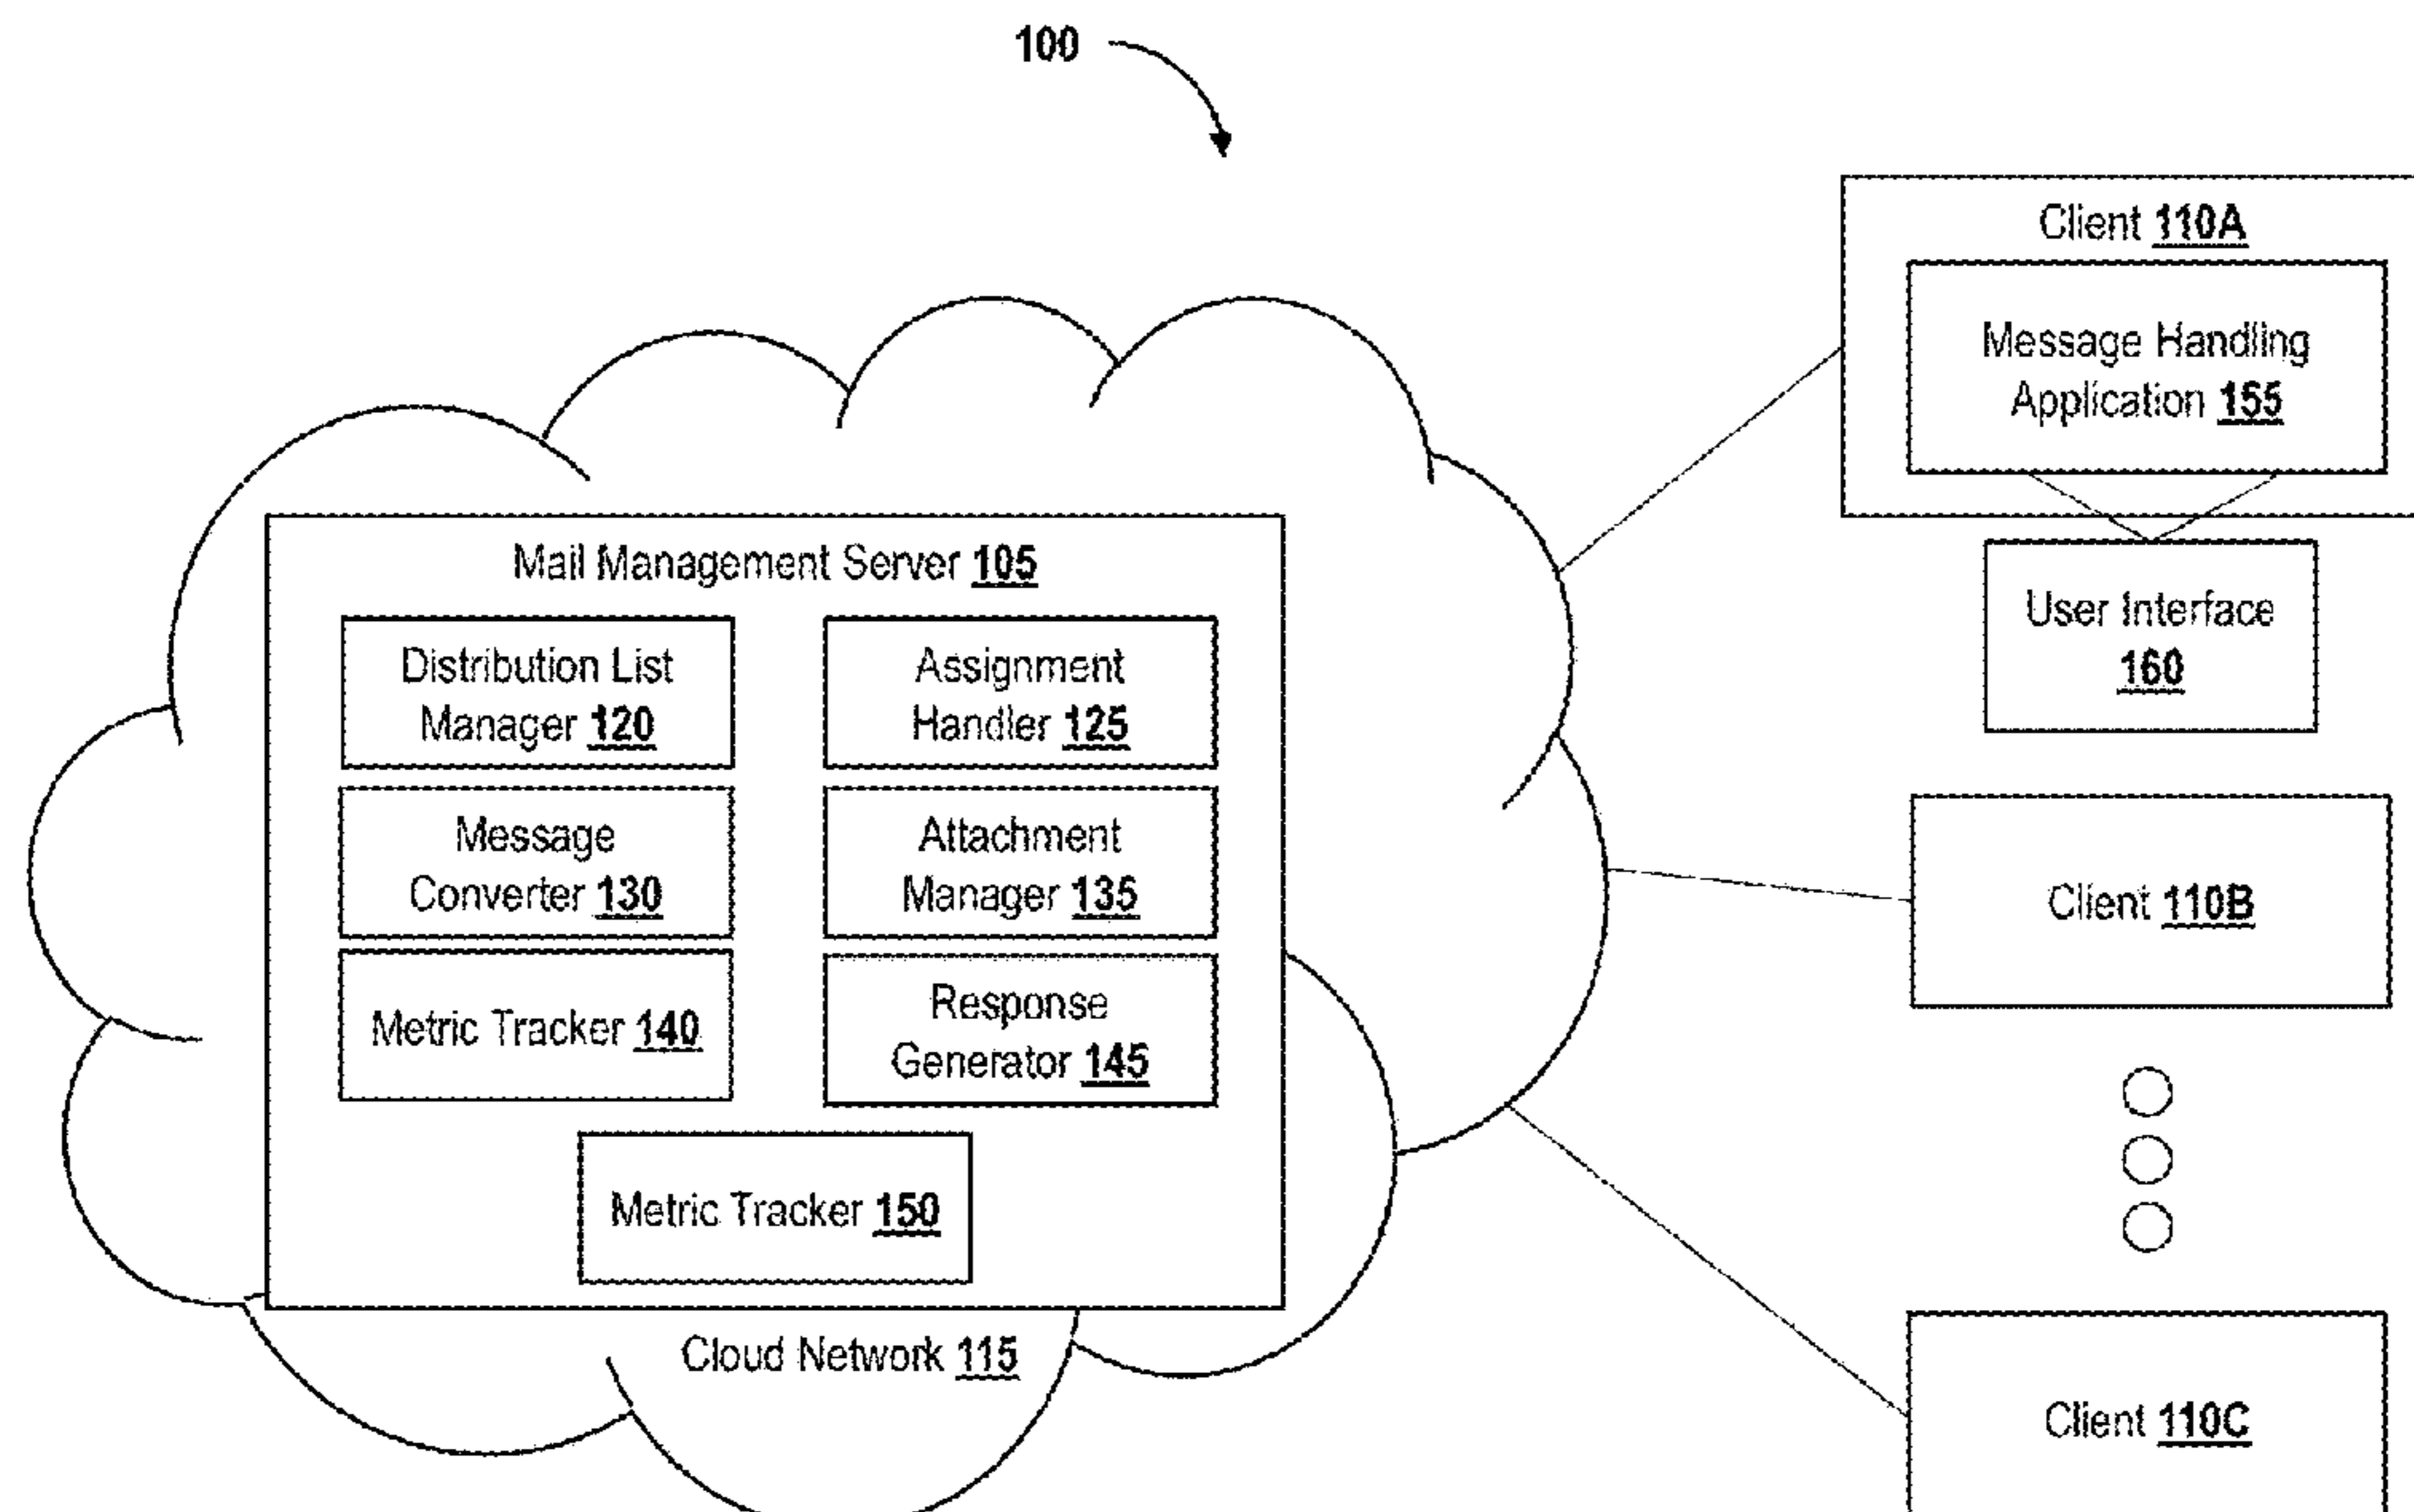 100
Client 110A
Message Handling
Application 155
User Interface
160
Mail Management Server 105
Distribution List
Manager 120
Assignment
Handler 125
Message
Converter 130
Attachment
Manager 135
Metric Tracker 140
Response
Generator 145
Metric Tracker 150
Cloud Network 115
Client 110B
Client 110C